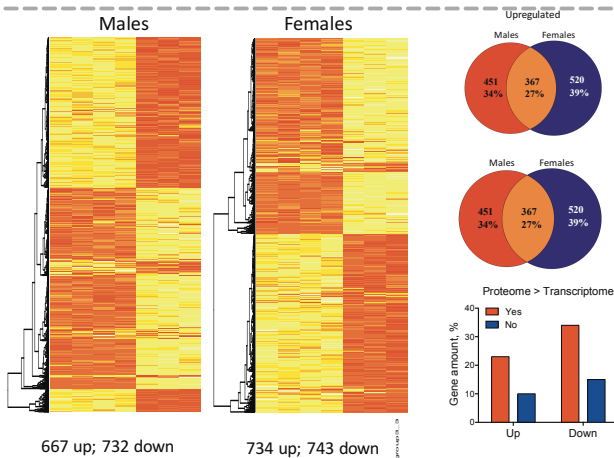 Males
Females
667 up; 732 down
734 up; 743 down
group3_3
Upregulated
Males
Females
451
34%
367
27%
520
39%
Males
Females
451
34%
367
27%
520
39%
Proteome > Transcriptome
Yes
No
Gene amount, %
40
30
20
10
0
Up
Down